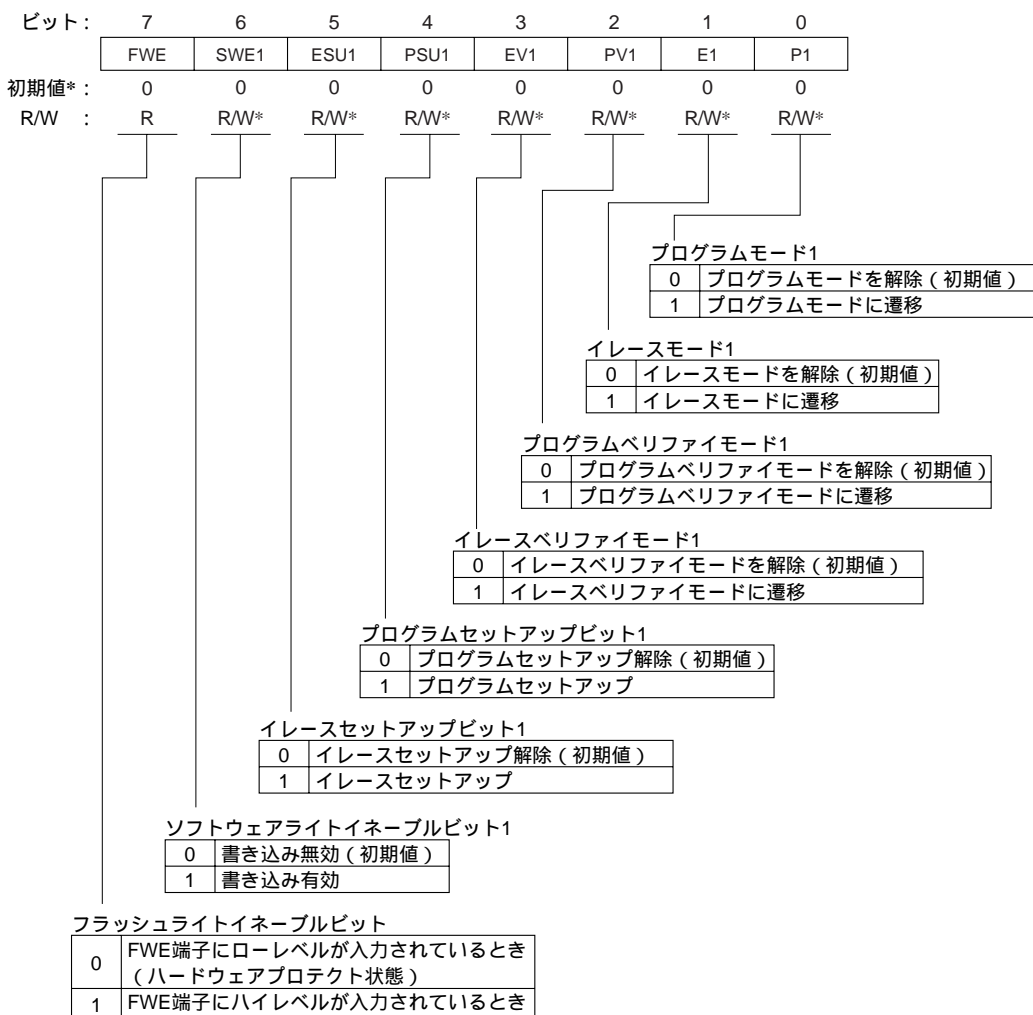 ビット： 7 6 5 4 3 2 1 0
FWE SWE1 ESU1 PSU1 EV1 PV1 E1 P1
初期値*： 0 0 0 0 0 0 0 0
R/W ： R R/W* R/W* R/W* R/W* R/W* R/W* R/W*
プログラムモード1
0 プログラムモードを解除（初期値）
1 プログラムモードに遷移
イレースモード1
0 イレースモードを解除（初期値）
1 イレースモードに遷移
プログラムベリファイモード1
0 プログラムベリファイモードを解除（初期値）
1 プログラムベリファイモードに遷移
イレースベリファイモード1
0 イレースベリファイモードを解除（初期値）
1 イレースベリファイモードに遷移
プログラムセットアップビット1
0 プログラムセットアップ解除（初期値）
1 プログラムセットアップ
イレースセットアップビット1
0 イレースセットアップ解除（初期値）
1 イレースセットアップ
ソフトウェアライトイネーブルビット1
0 書き込み無効（初期値）
1 書き込み有効
フラッシュライトイネーブルビット
0 FWE端子にローレベルが入力されているとき
（ハードウェアプロテクト状態）
1 FWE端子にハイレベルが入力されているとき